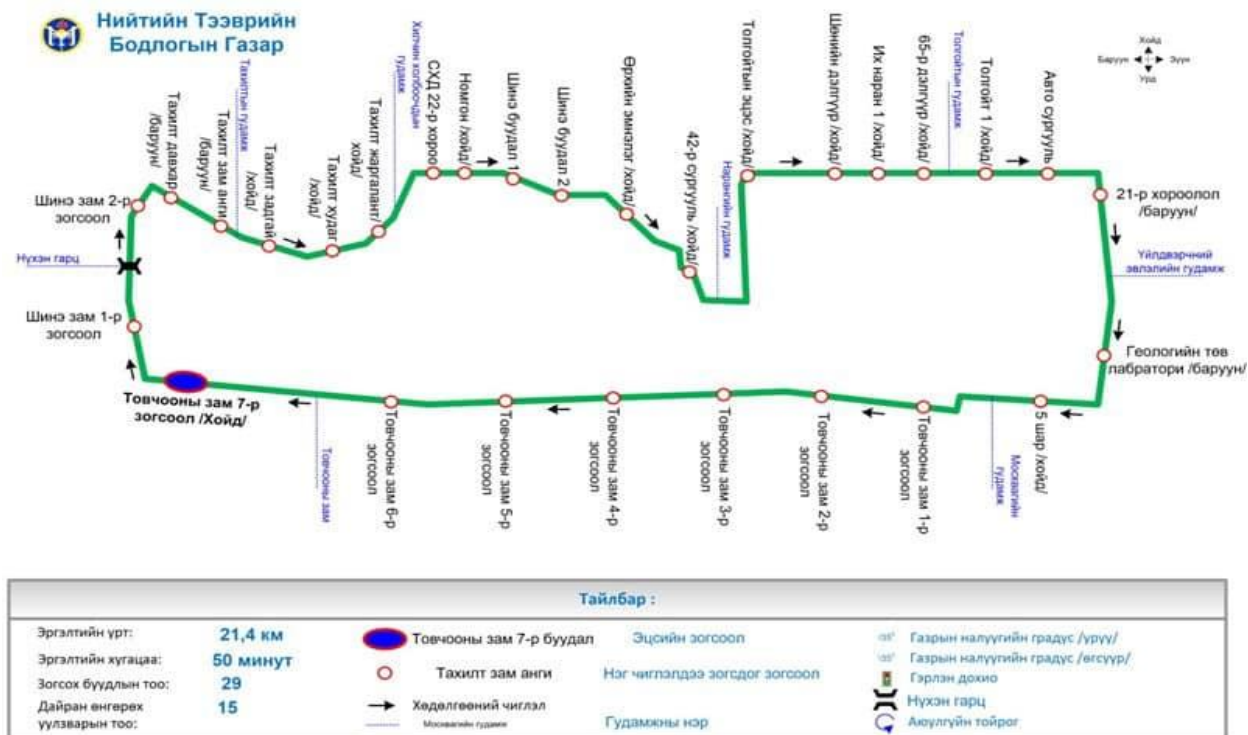 Нийтийн Тээврийн
Бодлогын Газар
Хойд
Баруун
Зүүн
Урд
Шинэ зам 2-р
зогсоол
Тахилт давхар
/баруун/
Тахилт зам анги
/баруун/
Тахилтын гудамж
Тахилт задгай
/хойд/
Тахилт худаг
/хойд/
Тахилт жаргалант/
хойд/
Хилчин холбоочдын
гудамж
СХД 22-р хороо
Номгон /хойд/
Шинэ буудал 1
Шинэ буудал 2
Өрхийн эмнэлэг /хойд/
42-р сургууль /хойд/
Нарангийн гудамж
Толгойтын эцэс /хойд/
Шөнийн дэлгүүр /хойд/
Их наран 1 /хойд/
65-р дэлгүүр /хойд/
Толгойтын гудамж
Толгойт 1 /хойд/
Авто сургууль
21-р хороолол
/баруун/
Үйлдвэрчний
эвлэлийн гудамж
Геологийн төв
лабратори /баруун/
Нүхэн гарц
Шинэ зам 1-р
зогсоол
Товчооны зам 7-р
зогсоол /Хойд/
Товчооны зам
Товчооны зам 6-р
зогсоол
Товчооны зам 5-р
зогсоол
Товчооны зам 4-р
зогсоол
Товчооны зам 3-р
зогсоол
Товчооны зам 2-р
зогсоол
Товчооны зам 1-р
зогсоол
Москвагийн
гудамж
5 шар /хойд/
Тайлбар :
Эргэлтийн урт: 21,4 км
Эргэлтийн хугацаа: 50 минут
Зогсох буудлын тоо: 29
Дайран өнгөрөх
уулзварын тоо: 15
Товчооны зам 7-р буудал Эцсийн зогсоол
Тахилт зам анги Нэг чиглэлдээ зогсдог зогсоол
Хөдөлгөөний чиглэл
Москвагийн гудамж Гудамжны нэр
Газрын налуугийн градус /уруу/
Газрын налуугийн градус /өгсүүр/
Гэрлэн дохио
Нүхэн гарц
Аюулгүйн тойрог